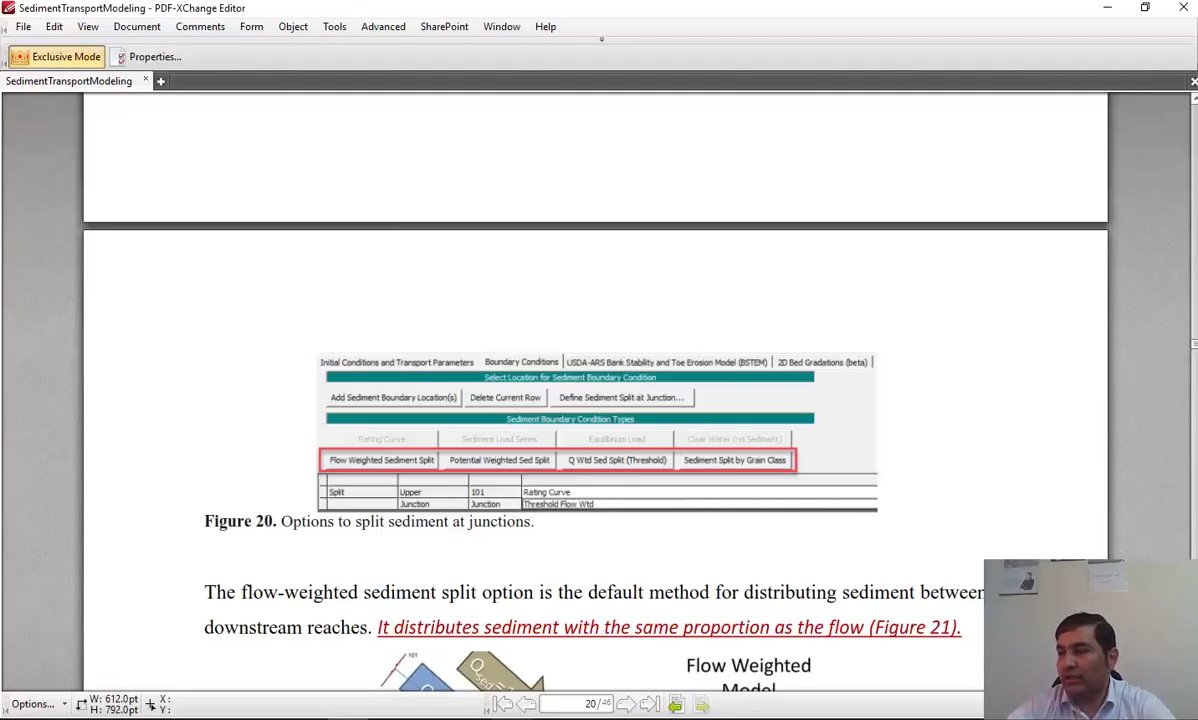 SedimentTransportModeling - PDF-XChange Editor
File Edit View Document Comments Form Object Tools Advanced SharePoint Window Help
Exclusive Mode Properties...
SedimentTransportModeling
Initial Conditions and Transport Parameters Boundary Conditions USDA-ARS Bank Stability and Toe Erosion Model (BSTEM) 2D Bed Gradations (beta)
Select Location for Sediment Boundary Condition
Add Sediment Boundary Location(s) Delete Current Row Define Sediment Split at Junction...
Sediment Boundary Condition Types
Rating Curve Sediment Load Series Equilibrium Load Clear Water (no Sediment)
Flow Weighted Sediment Split Potential Weighted Sed Split Q Wtd Sed Split (Threshold) Sediment Split by Grain Class
Split Upper 101 Rating Curve
Junction Junction Threshold Flow Wtd
Figure 20. Options to split sediment at junctions.
The flow-weighted sediment split option is the default method for distributing sediment between
downstream reaches. It distributes sediment with the same proportion as the flow (Figure 21).
101
Qsed=
Flow Weighted
Model
Options... W: 612.0pt X:
H: 792.0pt Y:
20 / 46